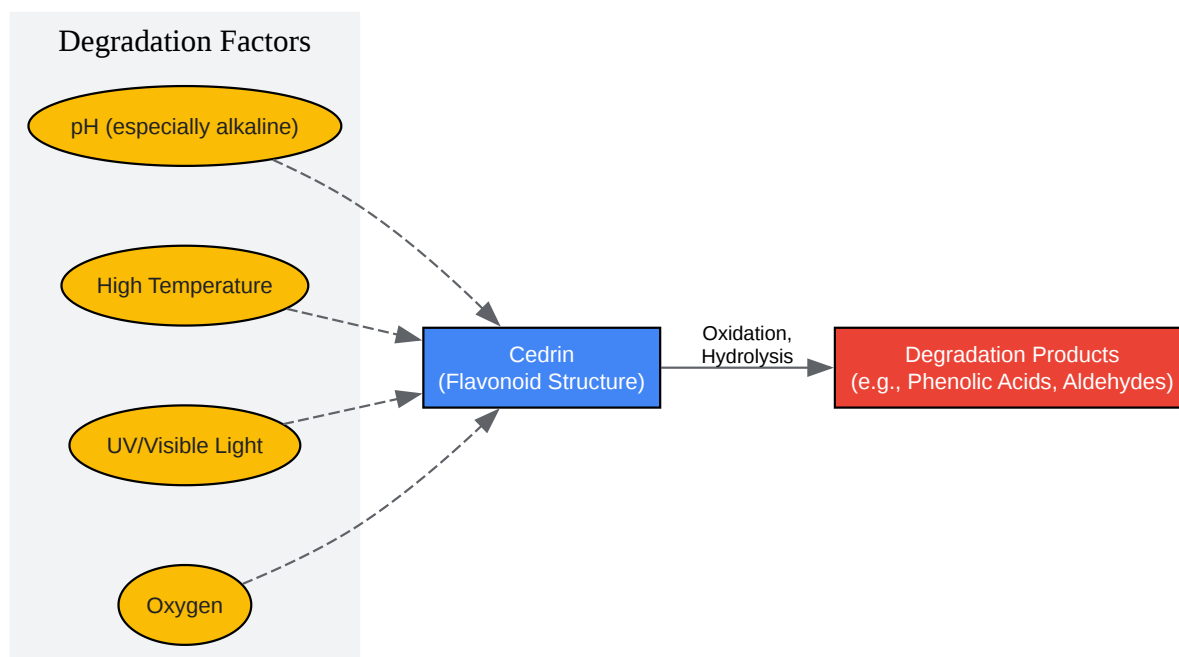 Degradation Factors
pH (especially alkaline)
High Temperature
UV/Visible Light
Oxygen
Cedrin
(Flavonoid Structure)
Oxidation,
Hydrolysis
Degradation Products
(e.g., Phenolic Acids, Aldehydes)